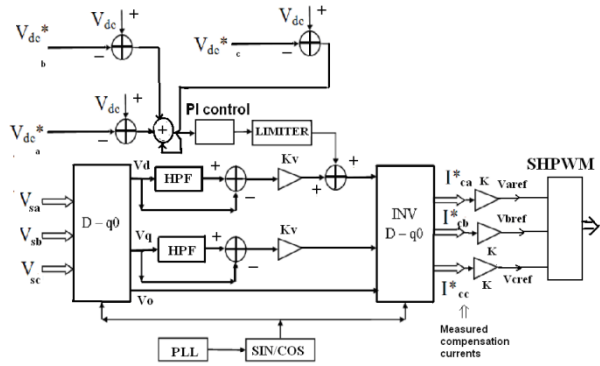 Vdc +
Vdc* b −
Vdc +
Vdc* c −
Vdc +
Vdc* a −
+
−
PI control
LIMITER
SHPWM
Vd
HPF
+
−
Kv
+
+
Vsa
Vsb
Vsc
D – q0
Vq
HPF
+
−
Kv
Vo
INV
D – q0
I*ca
K
Varef
I*cb
K
Vbref
I*cc
K
Vcref
Measured
compensation
currents
PLL
SIN/COS